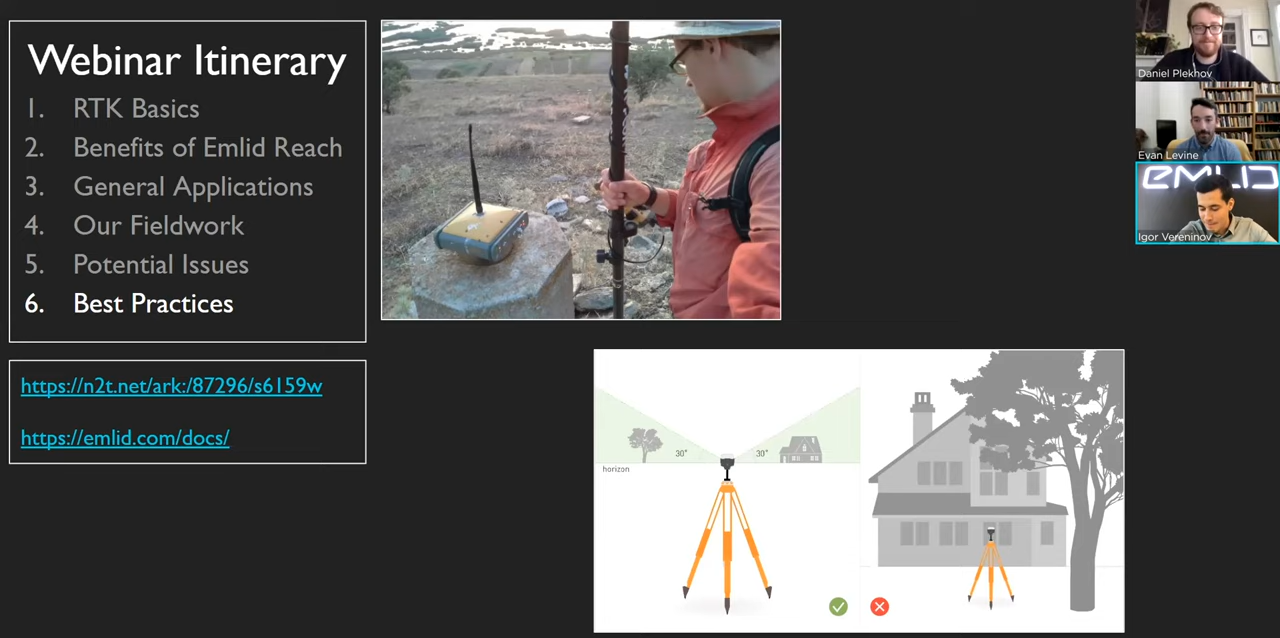 Webinar Itinerary
1. RTK Basics
2. Benefits of Emlid Reach
3. General Applications
4. Our Fieldwork
5. Potential Issues
6. Best Practices
https://n2t.net/ark:/87296/s6159w
https://emlid.com/docs/
30°
30°
horizon
Daniel Plekhov
Evan Levine
EMLID
Igor Vereninov